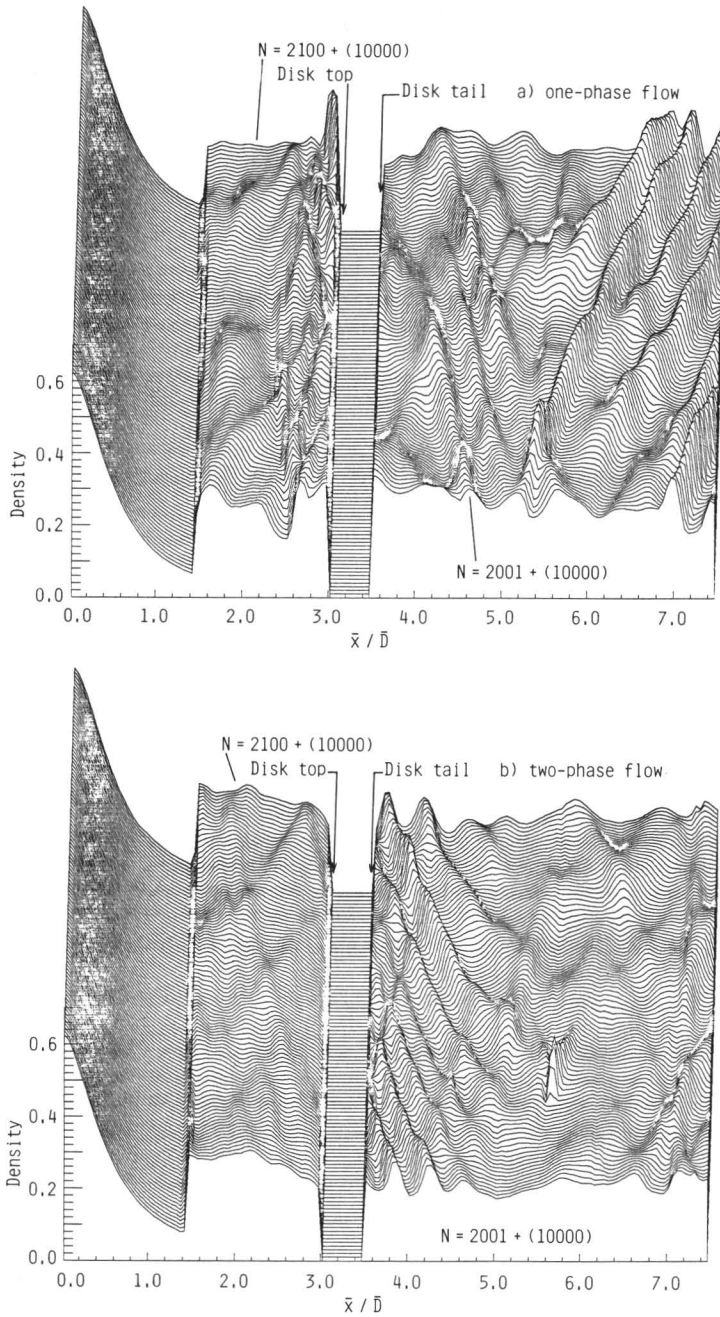 N = 2100 + (10000)
Disk top
Disk tail a) one-phase flow
0.6
0.4
0.2
0.0
Density
N = 2001 + (10000)
0.0 1.0 2.0 3.0 4.0 5.0 6.0 7.0
x̄ / D̄
N = 2100 + (10000)
Disk top
Disk tail b) two-phase flow
0.6
0.4
0.2
0.0
Density
N = 2001 + (10000)
0.0 1.0 2.0 3.0 4.0 5.0 6.0 7.0
x̄ / D̄